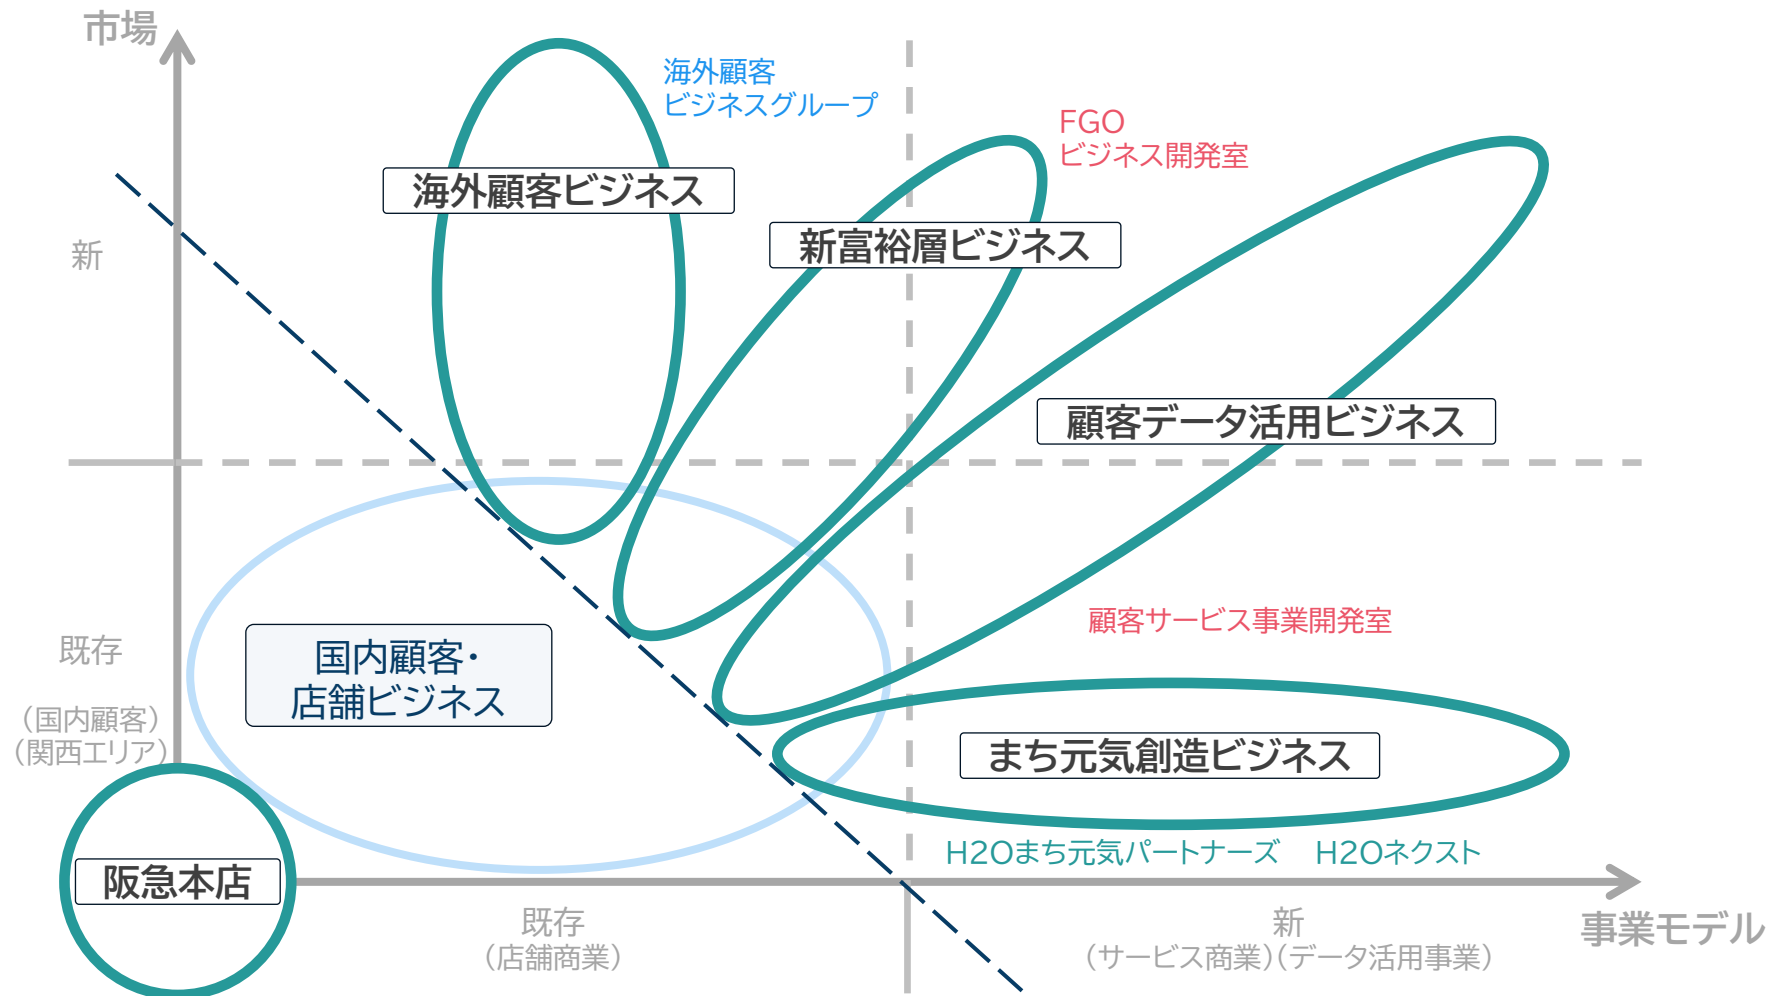 市場
海外顧客
ビジネスグループ
FGO
ビジネス開発室
海外顧客ビジネス
新富裕層ビジネス
新
顧客データ活用ビジネス
顧客サービス事業開発室
既存
（国内顧客）
（関西エリア）
国内顧客・
店舗ビジネス
まち元気創造ビジネス
H2Oまち元気パートナーズ　H2Oネクスト
阪急本店
既存
（店舗商業）
新
（サービス商業）（データ活用事業）
事業モデル